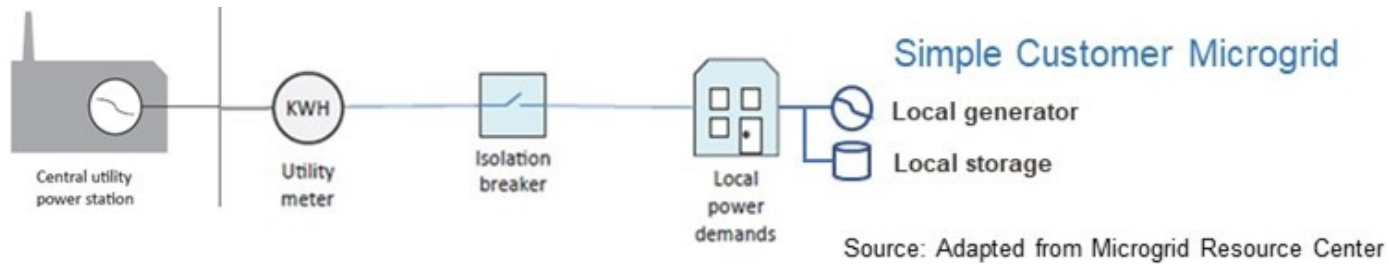 Simple Customer Microgrid
KWH
Local generator
Local storage
Central utility
power station
Utility
meter
Isolation
breaker
Local
power
demands
Source: Adapted from Microgrid Resource Center